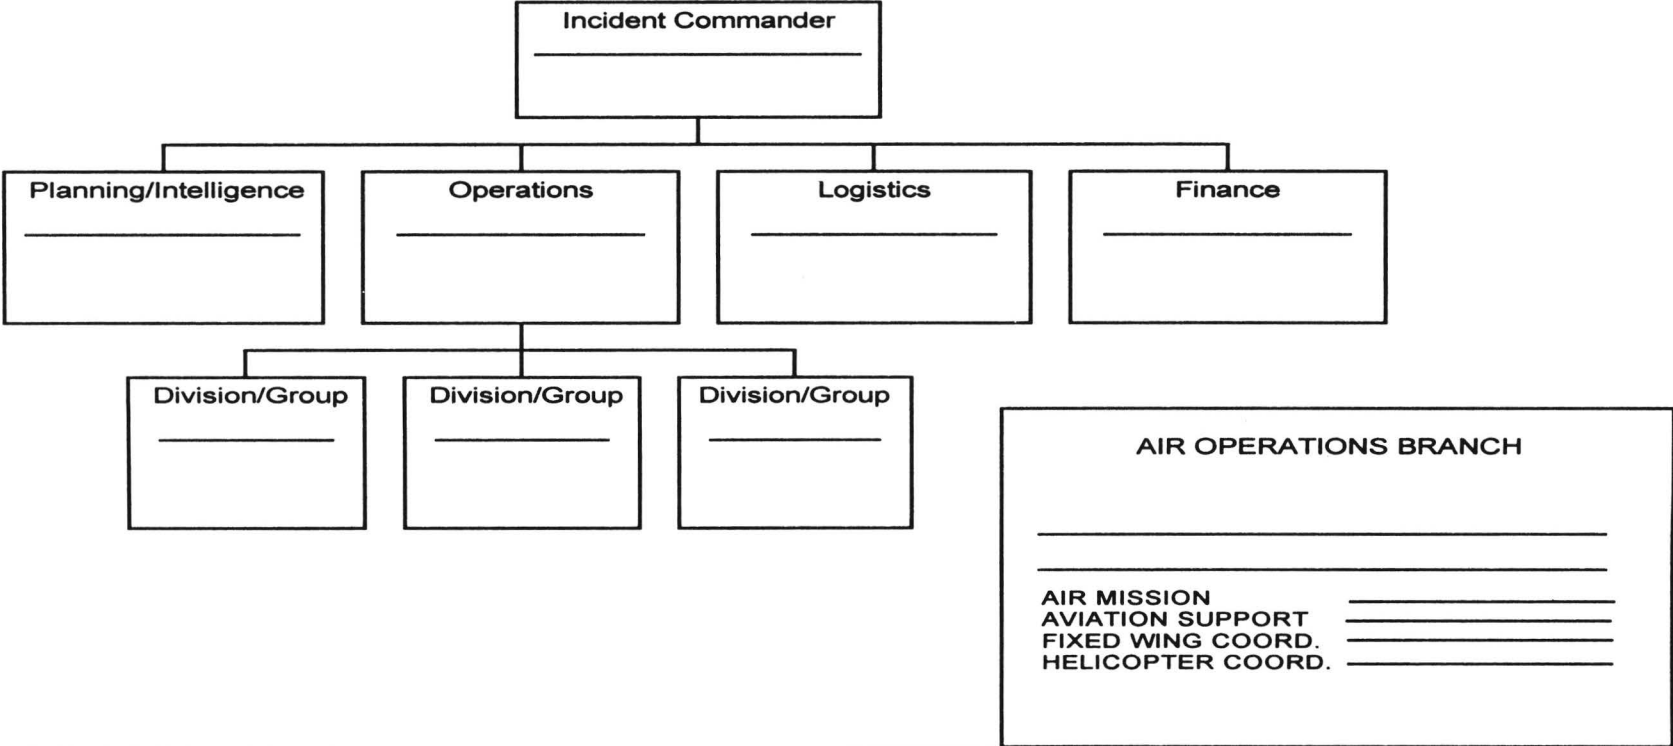 Incident Commander
Planning/Intelligence
Operations
Logistics
Finance
Division/Group
Division/Group
Division/Group
AIR OPERATIONS BRANCH
AIR MISSION
AVIATION SUPPORT
FIXED WING COORD.
HELICOPTER COORD.